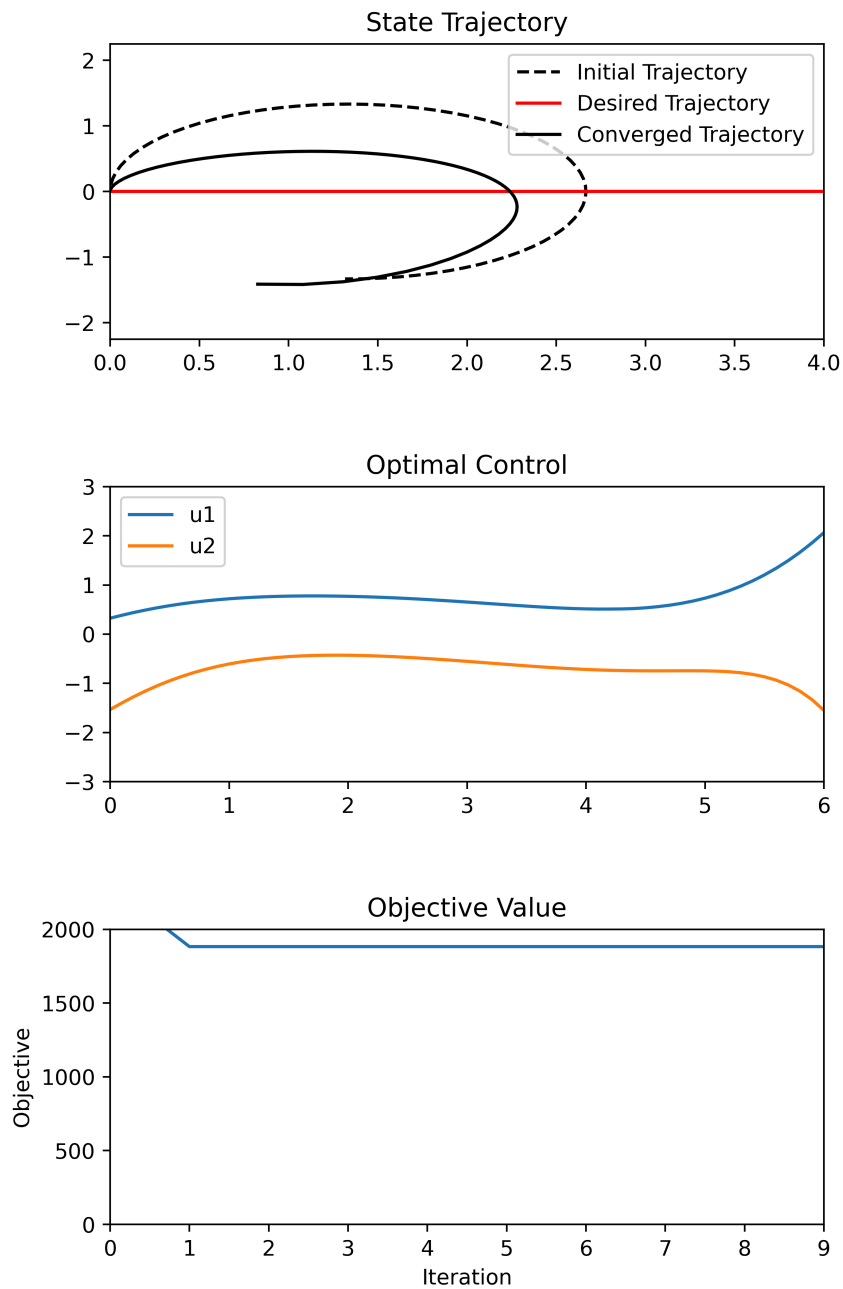 State Trajectory
2
1
0
−1
−2
Initial Trajectory
Desired Trajectory
Converged Trajectory
0.0 0.5 1.0 1.5 2.0 2.5 3.0 3.5 4.0
Optimal Control
3
2
1
0
−1
−2
−3
u1
u2
0 1 2 3 4 5 6
Objective Value
Objective
2000
1500
1000
500
0
0 1 2 3 4 5 6 7 8 9
Iteration